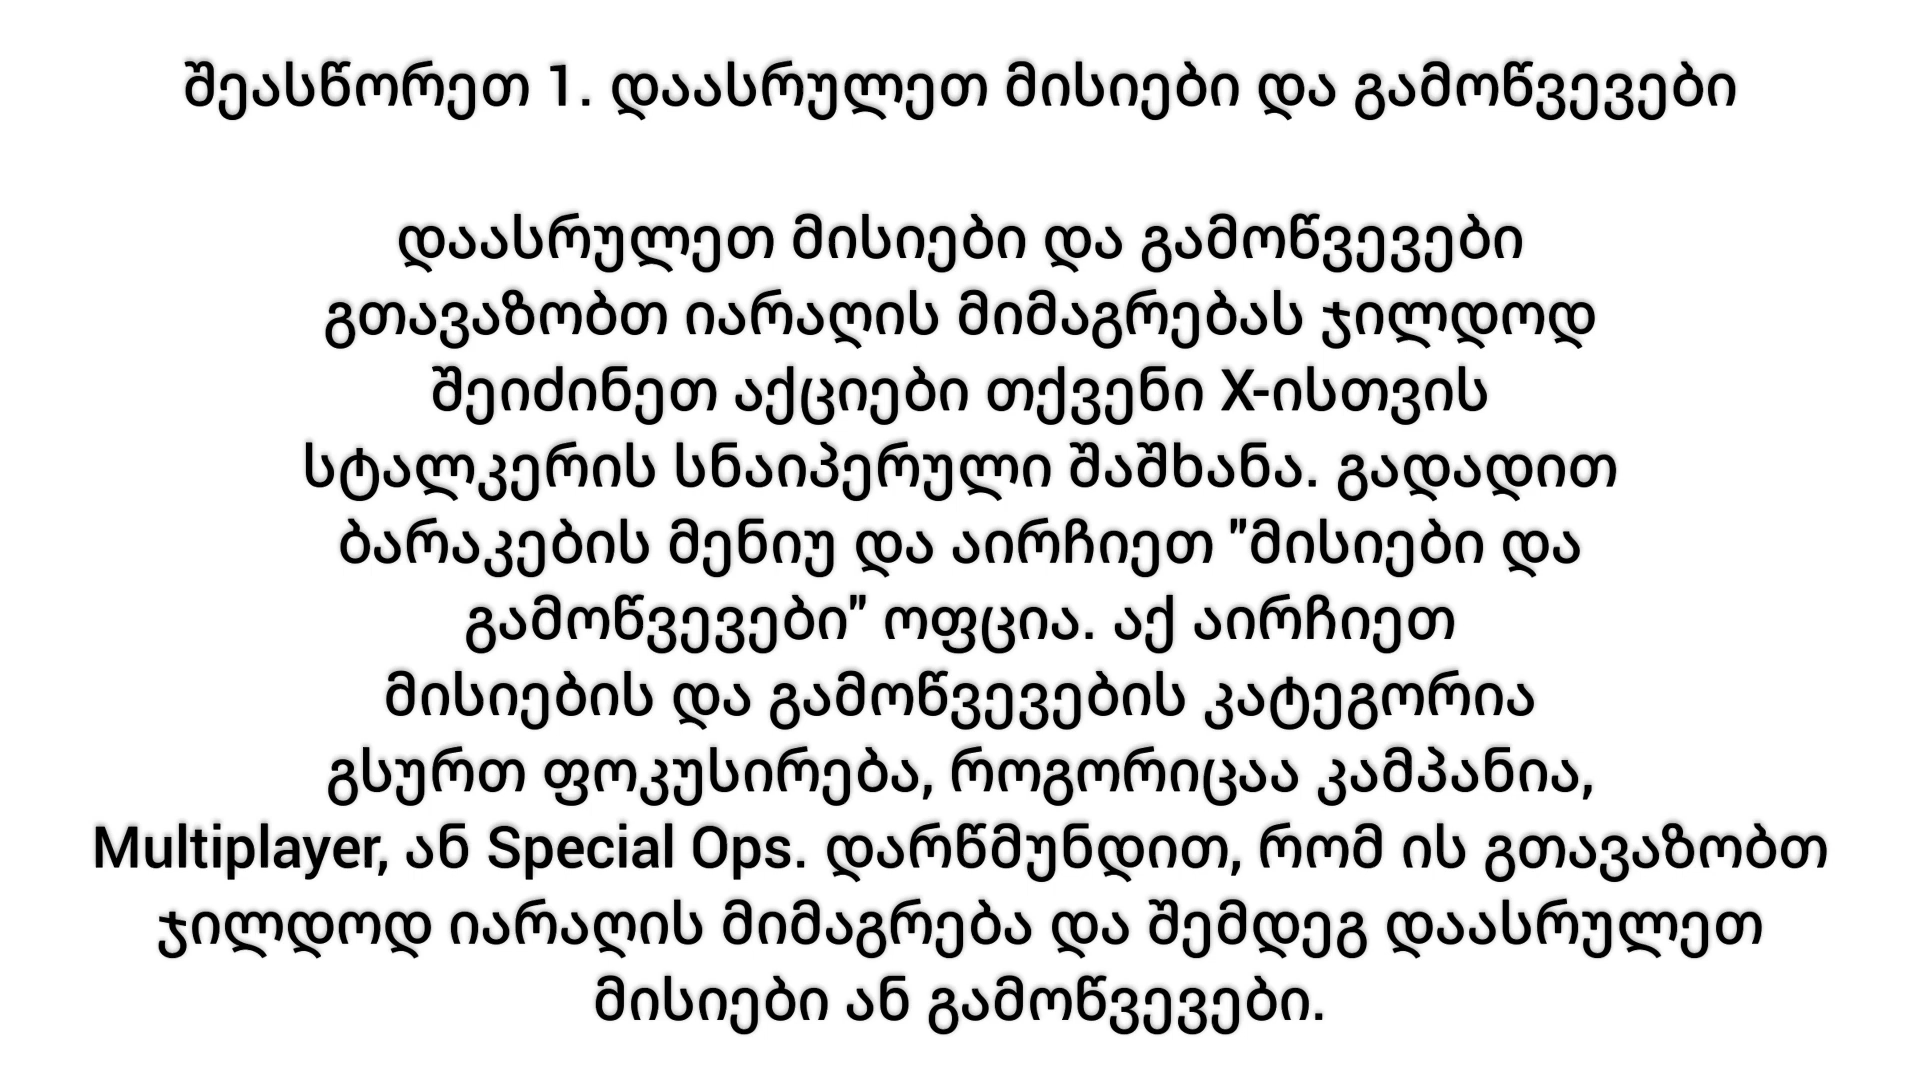 შეასწორეთ 1. დაასრულეთ მისიები და გამოწვევები
დაასრულეთ მისიები და გამოწვევები
გთავაზობთ იარაღის მიმაგრებას ჯილდოდ
შეიძინეთ აქციები თქვენი X-ისთვის
სტალკერის სნაიპერული შაშხანა. გადადით
ბარაკების მენიუ და აირჩიეთ "მისიები და
გამოწვევები" ოფცია. აქ აირჩიეთ
მისიების და გამოწვევების კატეგორია
გსურთ ფოკუსირება, როგორიცაა კამპანია,
Multiplayer, ან Special Ops. დარწმუნდით, რომ ის გთავაზობთ
ჯილდოდ იარაღის მიმაგრება და შემდეგ დაასრულეთ
მისიები ან გამოწვევები.